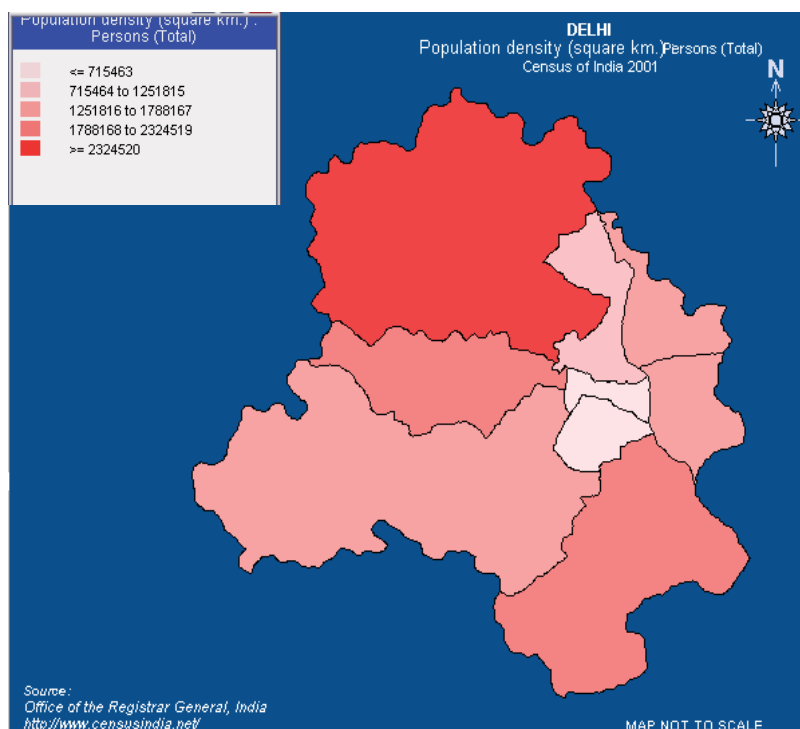 Population density (square km.) :
Persons (Total)
<= 715463
715464 to 1251815
1251816 to 1788167
1788168 to 2324519
>= 2324520
DELHI
Population density (square km.) Persons (Total)
Census of India 2001
N
Source:
Office of the Registrar General, India
http://www.censusindia.net/
MAP NOT TO SCALE